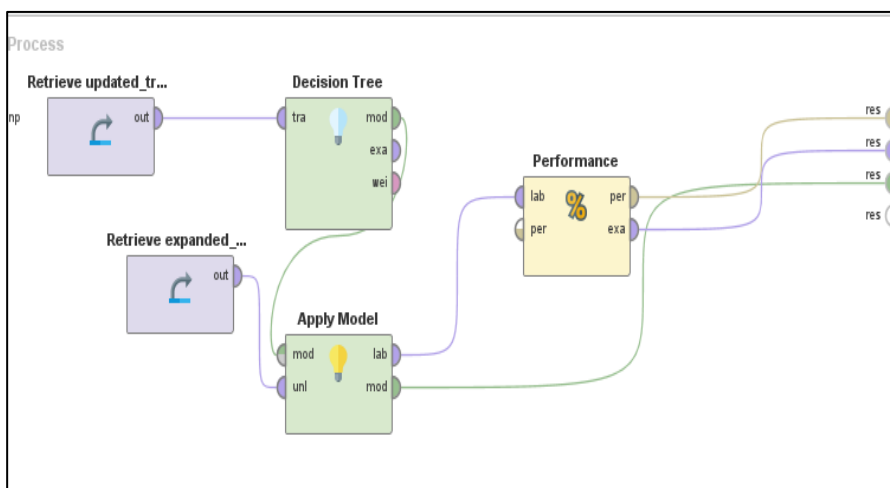 Process
Retrieve updated_tr...
Decision Tree
np
out
tra
mod
exa
wei
res
res
res
res
Performance
lab
per
per
exa
Retrieve expanded_...
out
Apply Model
mod
lab
unl
mod
%